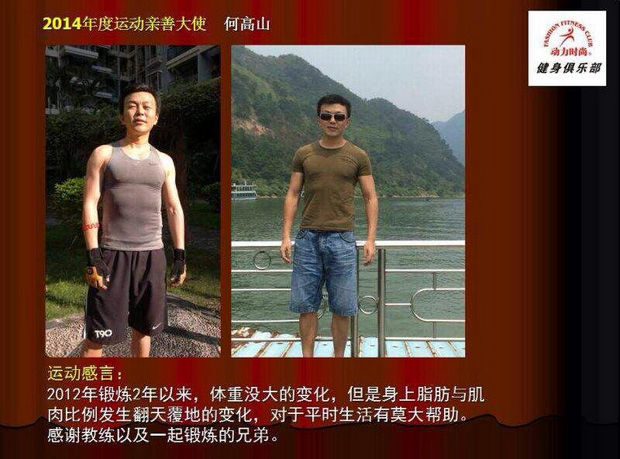 2014年度运动亲善大使 何高山
FASHION FITNESS CLUB
动力时尚
健身俱乐部
T90
运动感言：
2012年锻炼2年以来，体重没大的变化，但是身上脂肪与肌
肉比例发生翻天覆地的变化，对于平时生活有莫大帮助。
感谢教练以及一起锻炼的兄弟。